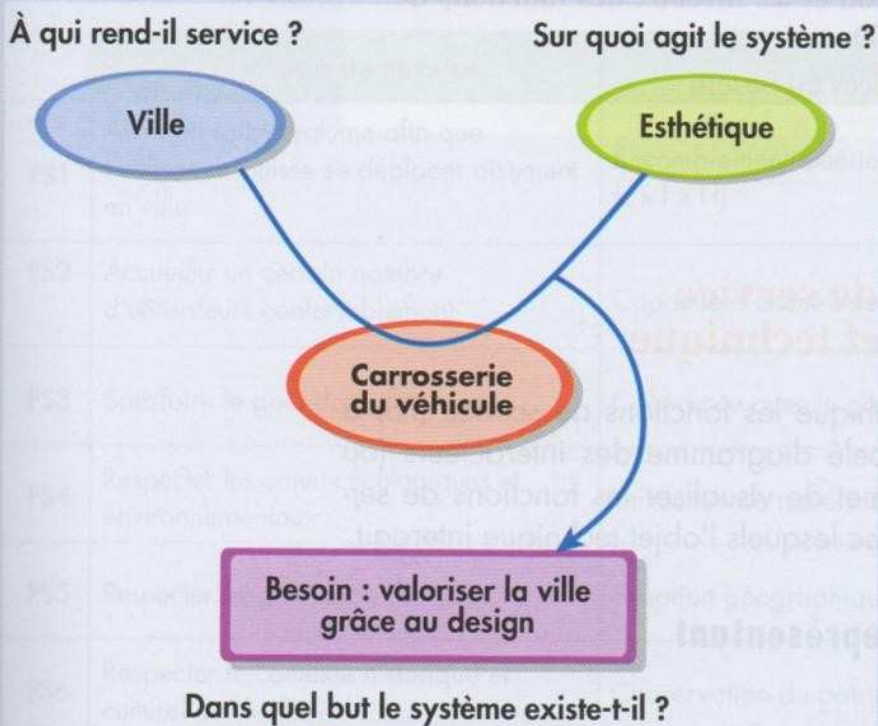 À qui rend-il service ?
Sur quoi agit le système ?
Ville
Esthétique
Carrosserie
du véhicule
Besoin : valoriser la ville
grâce au design
Dans quel but le système existe-t-il ?